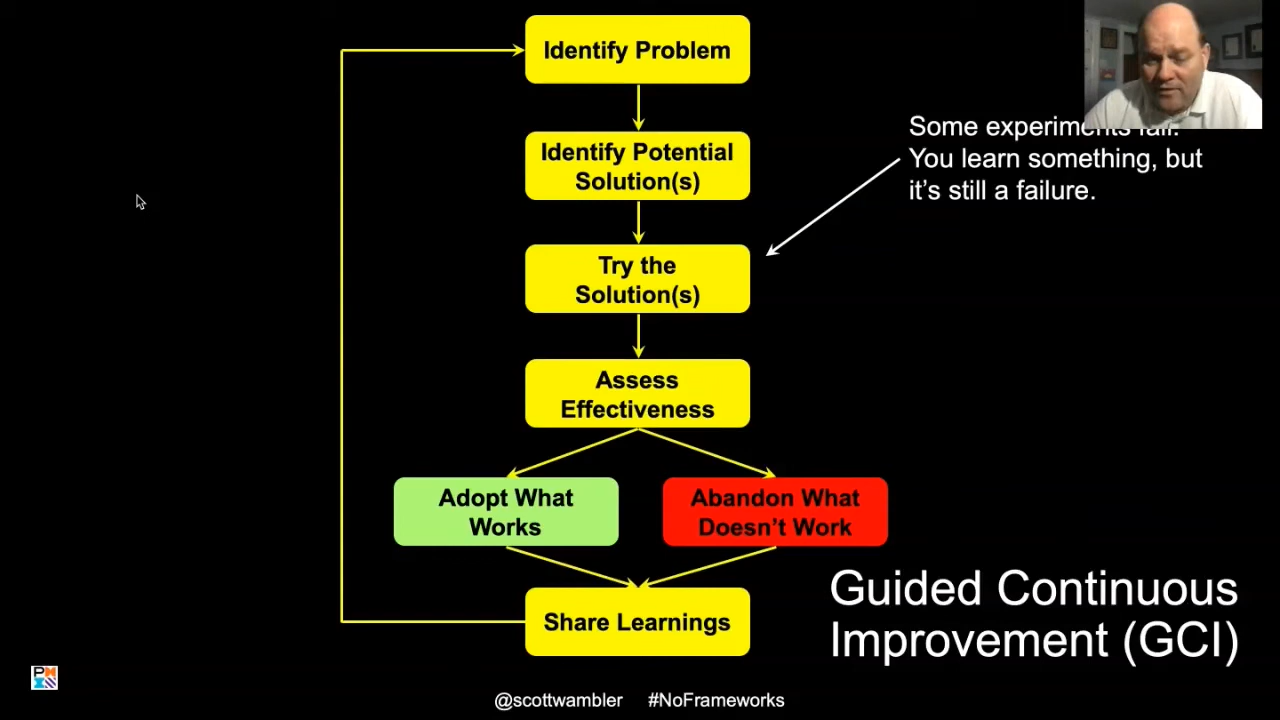 Identify Problem
Identify Potential
Solution(s)
Some experiments fail.
You learn something, but
it's still a failure.
Try the
Solution(s)
Assess
Effectiveness
Adopt What
Works
Abandon What
Doesn't Work
Share Learnings
Guided Continuous
Improvement (GCI)
@scottwambler #NoFrameworks